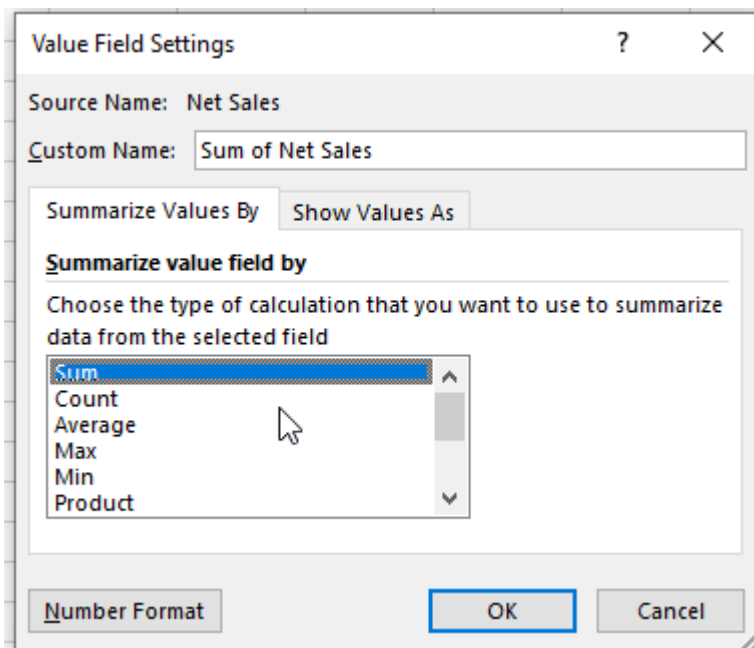 Value Field Settings ? ×
Source Name: Net Sales
Custom Name: Sum of Net Sales
Summarize Values By Show Values As
Summarize value field by
Choose the type of calculation that you want to use to summarize
data from the selected field
Sum
Count
Average
Max
Min
Product
Number Format OK Cancel